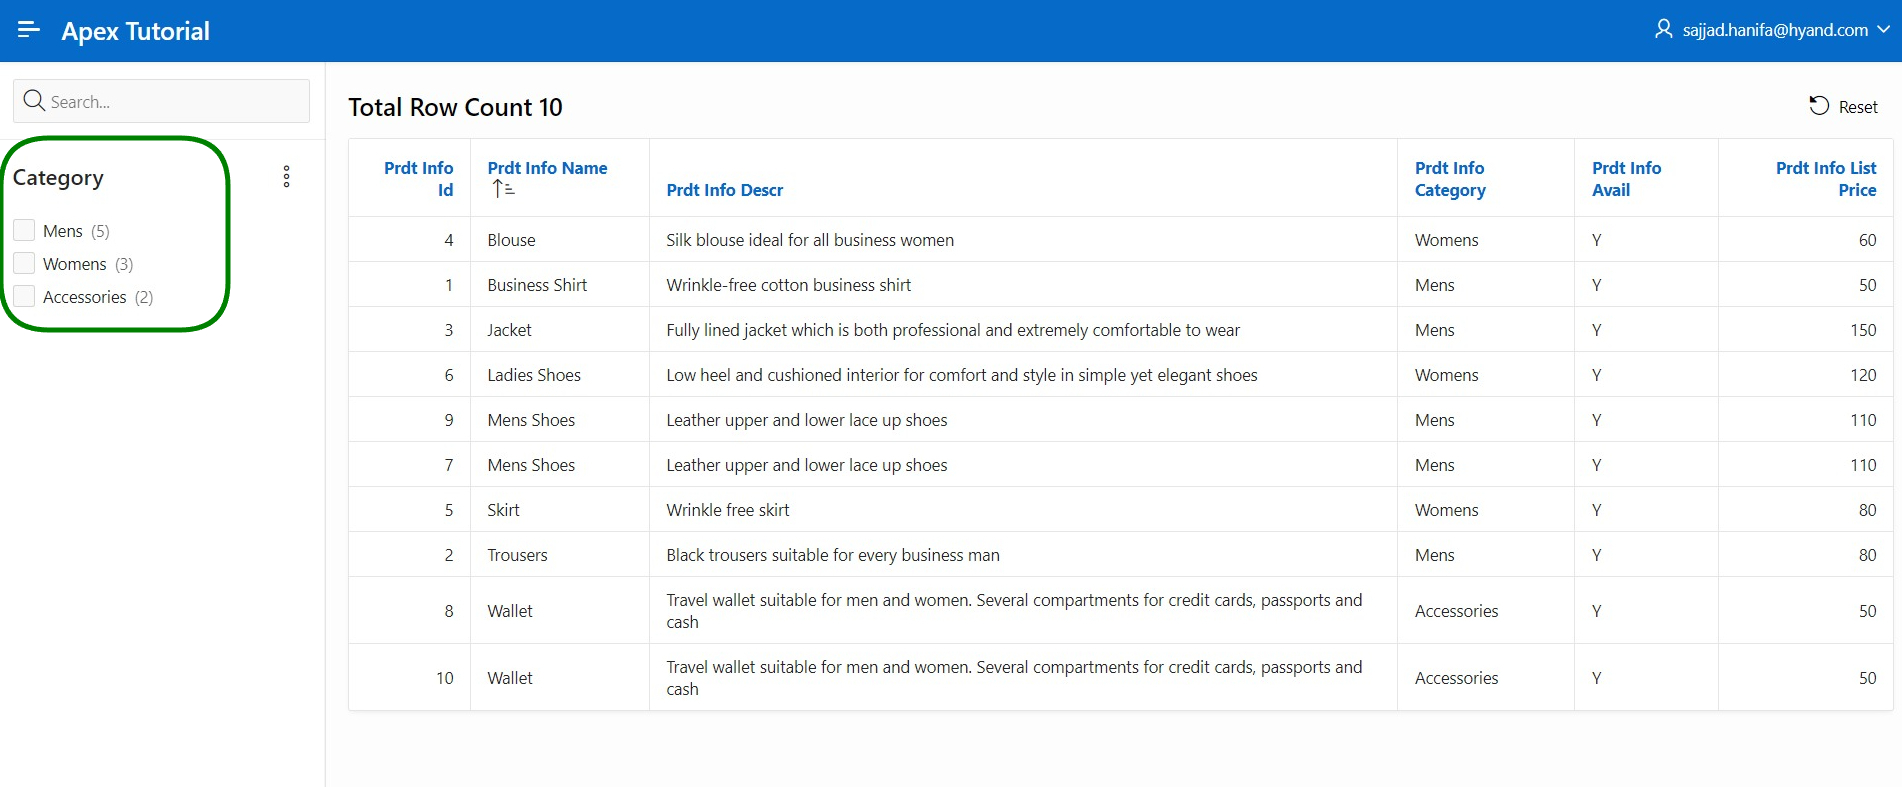 Apex Tutorial
sajjad.hanifa@hyand.com
Search...
Category
Mens (5)
Womens (3)
Accessories (2)
Total Row Count 10
Reset
Prdt Info Id Prdt Info Name Prdt Info Descr Prdt Info Category Prdt Info Avail Prdt Info List Price
4 Blouse Silk blouse ideal for all business women Womens Y 60
1 Business Shirt Wrinkle-free cotton business shirt Mens Y 50
3 Jacket Fully lined jacket which is both professional and extremely comfortable to wear Mens Y 150
6 Ladies Shoes Low heel and cushioned interior for comfort and style in simple yet elegant shoes Womens Y 120
9 Mens Shoes Leather upper and lower lace up shoes Mens Y 110
7 Mens Shoes Leather upper and lower lace up shoes Mens Y 110
5 Skirt Wrinkle free skirt Womens Y 80
2 Trousers Black trousers suitable for every business man Mens Y 80
8 Wallet Travel wallet suitable for men and women. Several compartments for credit cards, passports and cash Accessories Y 50
10 Wallet Travel wallet suitable for men and women. Several compartments for credit cards, passports and cash Accessories Y 50